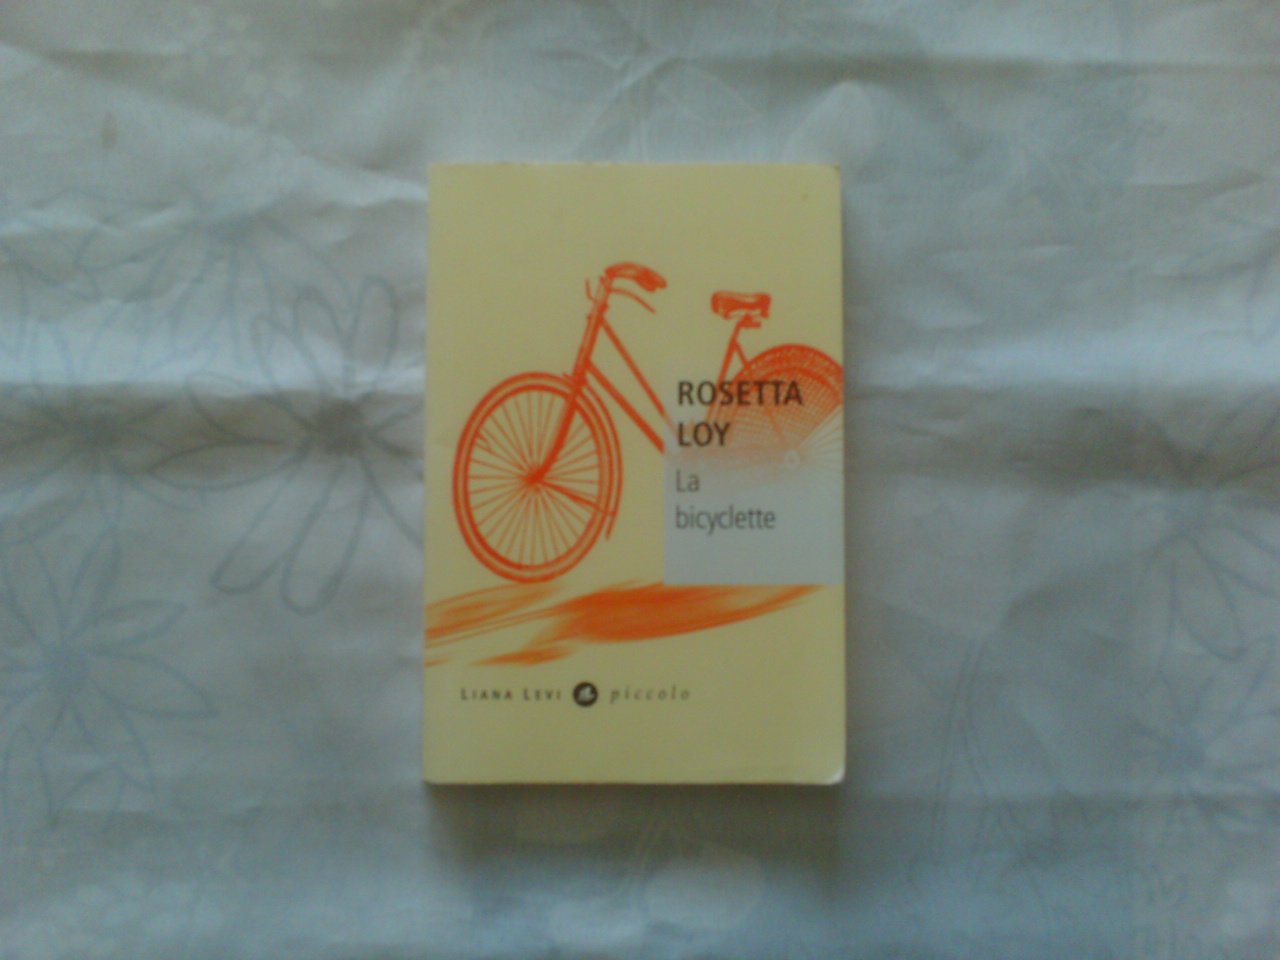 ROSETTA
LOY
La
bicyclette
LIANA LEVI piccolo